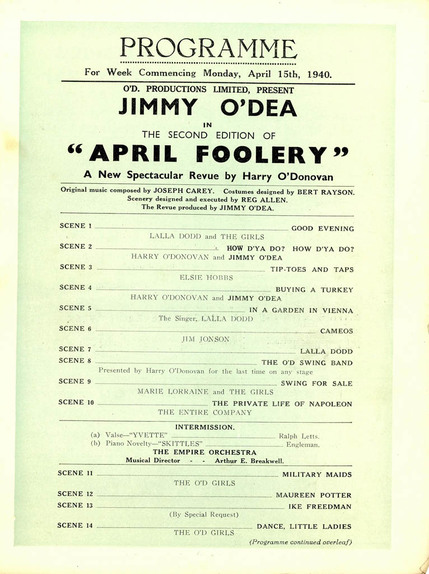 PROGRAMME
For Week Commencing Monday, April 15th, 1940.
O'D. PRODUCTIONS LIMITED, PRESENT
JIMMY O'DEA
IN
THE SECOND EDITION OF
"APRIL FOOLERY"
A New Spectacular Revue by Harry O'Donovan
Original music composed by JOSEPH CAREY. Costumes designed by BERT RAYSON.
Scenery designed and executed by REG ALLEN.
The Revue produced by JIMMY O'DEA.
SCENE 1 GOOD EVENING
LALLA DODD and THE GIRLS
SCENE 2 HOW D'YA DO? HOW D'YA DO?
HARRY O'DONOVAN and JIMMY O'DEA
SCENE 3 TIP-TOES AND TAPS
ELSIE HOBBS
SCENE 4 BUYING A TURKEY
HARRY O'DONOVAN and JIMMY O'DEA
SCENE 5 IN A GARDEN IN VIENNA
The Singer, LALLA DODD
SCENE 6 CAMEOS
JIM JONSON
SCENE 7 LALLA DODD
SCENE 8 THE O'D SWING BAND
Presented by Harry O'Donovan for the last time on any stage
SCENE 9 SWING FOR SALE
MARIE LORRAINE and THE GIRLS
SCENE 10 THE PRIVATE LIFE OF NAPOLEON
THE ENTIRE COMPANY
INTERMISSION.
(a) Valse—"YVETTE" Ralph Letts.
(b) Piano Novelty—"SKITTLES" Engleman.
THE EMPIRE ORCHESTRA
Musical Director - - Arthur E. Breakwell.
SCENE 11 MILITARY MAIDS
THE O'D GIRLS
SCENE 12 MAUREEN POTTER
SCENE 13 IKE FREEDMAN
(By Special Request)
SCENE 14 DANCE, LITTLE LADIES
THE O'D GIRLS
(Programme continued overleaf)